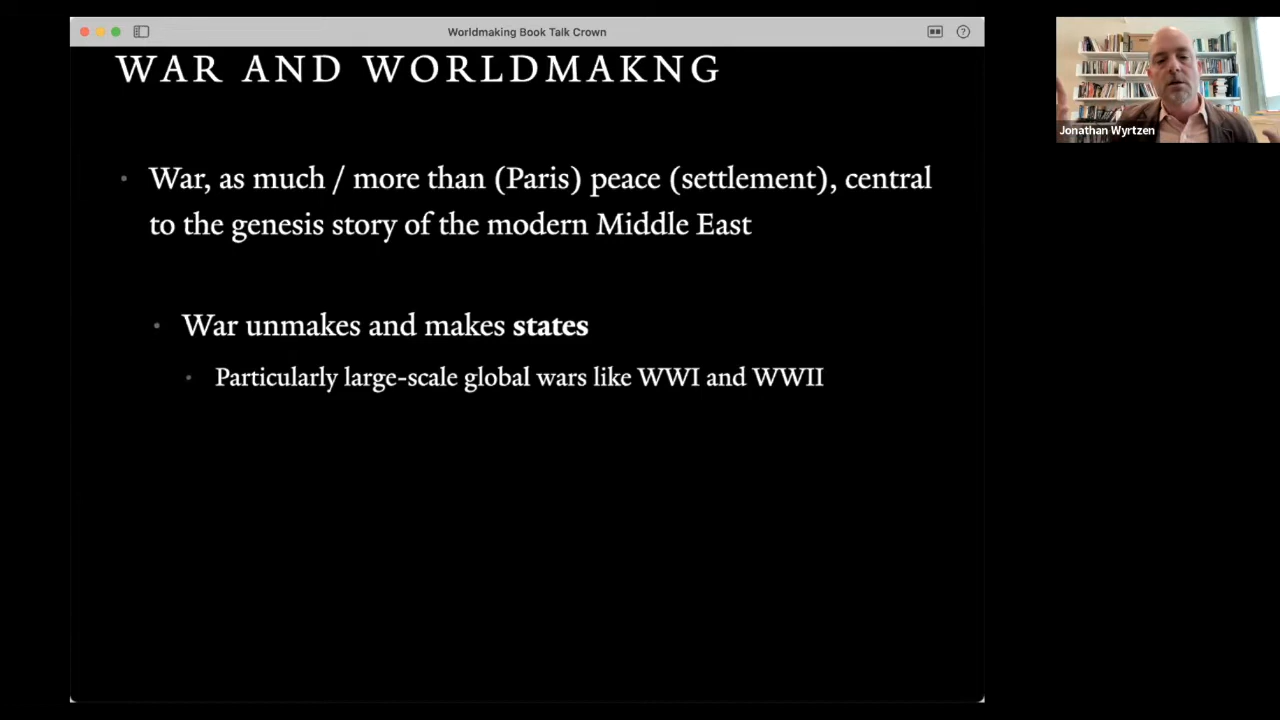 Worldmaking Book Talk Crown
WAR AND WORLDMAKNG
• War, as much / more than (Paris) peace (settlement), central
to the genesis story of the modern Middle East
• War unmakes and makes states
• Particularly large-scale global wars like WWI and WWII
Jonathan Wyrtzen